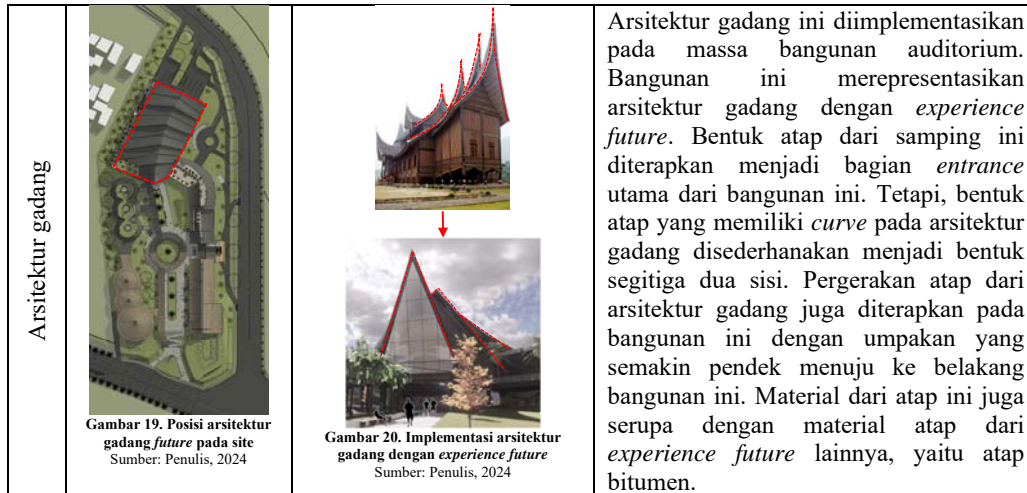 Arsitektur gadang
Gambar 19. Posisi arsitektur
gadang future pada site
Sumber: Penulis, 2024
Gambar 20. Implementasi arsitektur
gadang dengan experience future
Sumber: Penulis, 2024
Arsitektur gadang ini diimplementasikan
pada massa bangunan auditorium.
Bangunan ini merepresentasikan
arsitektur gadang dengan experience
future. Bentuk atap dari samping ini
diterapkan menjadi bagian entrance
utama dari bangunan ini. Tetapi, bentuk
atap yang memiliki curve pada arsitektur
gadang disederhanakan menjadi bentuk
segitiga dua sisi. Pergerakan atap dari
arsitektur gadang juga diterapkan pada
bangunan ini dengan umpakan yang
semakin pendek menuju ke belakang
bangunan ini. Material dari atap ini juga
serupa dengan material atap dari
experience future lainnya, yaitu atap
bitumen.